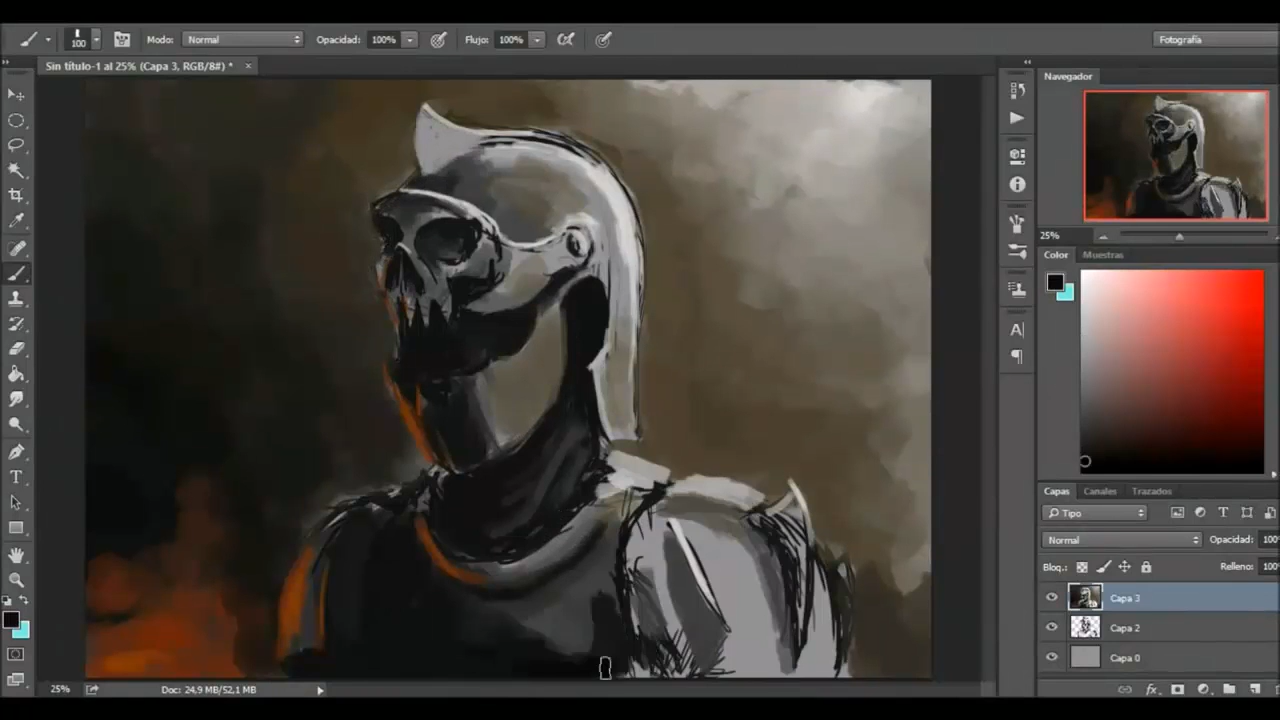 100 Modo: Normal Opacidad: 100% Flujo: 100% Fotografía
Sin título-1 al 25% (Capa 3, RGB/8#) * ×
Navegador
25%
Color Muestras
Capas Canales Trazados
Tipo
Normal Opacidad: 100%
Bloq.: Relleno: 100%
Capa 3
Capa 2
Capa 0
25% Doc: 24,9 MB/52,1 MB